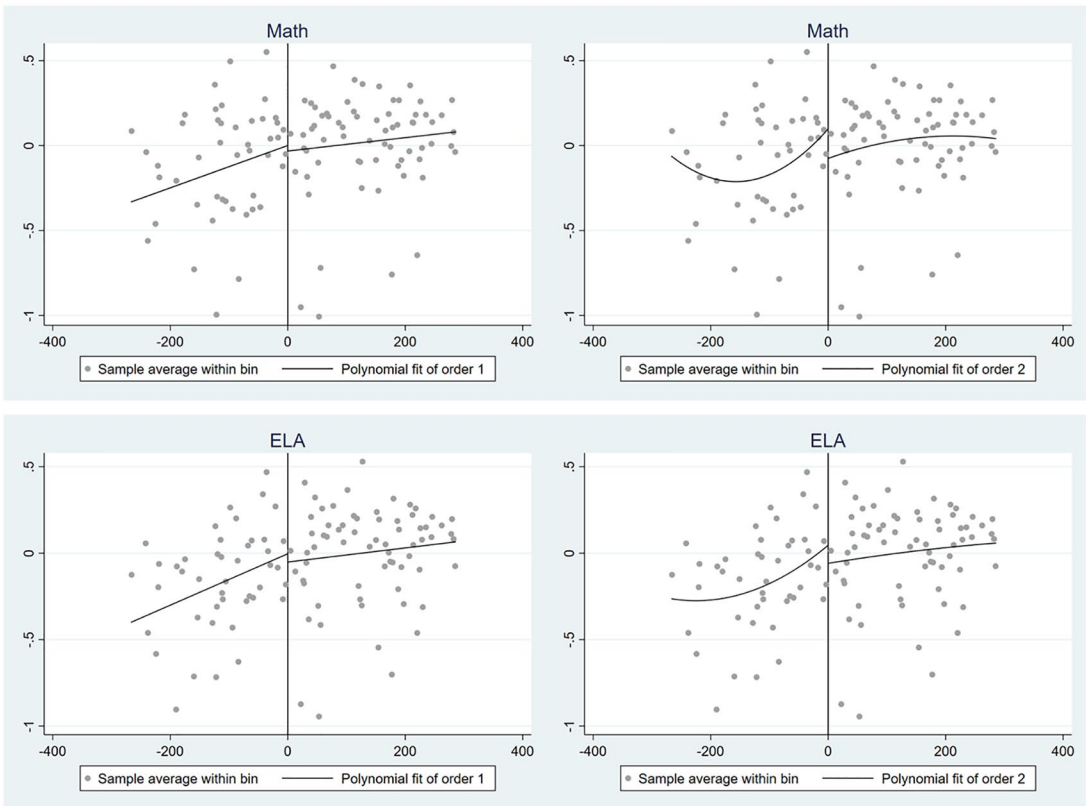 Math
.5
0
-.5
-1
-400 -200 0 200 400
Sample average within bin Polynomial fit of order 1
Math
.5
0
-.5
-1
-400 -200 0 200 400
Sample average within bin Polynomial fit of order 2
ELA
.5
0
-.5
-1
-400 -200 0 200 400
Sample average within bin Polynomial fit of order 1
ELA
.5
0
-.5
-1
-400 -200 0 200 400
Sample average within bin Polynomial fit of order 2